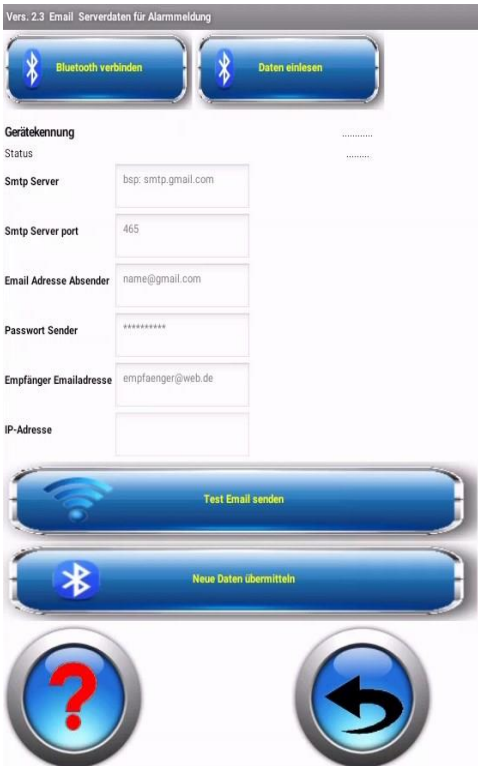 Vers. 2.3 Email Serverdaten für Alarmmeldung
Bluetooth verbinden
Daten einlesen
Gerätekennung ............
Status .........
Smtp Server bsp: smtp.gmail.com
Smtp Server port 465
Email Adresse Absender name@gmail.com
Passwort Sender **********
Empfänger Emailadresse empfaenger@web.de
IP-Adresse
Test Email senden
Neue Daten übermitteln
?